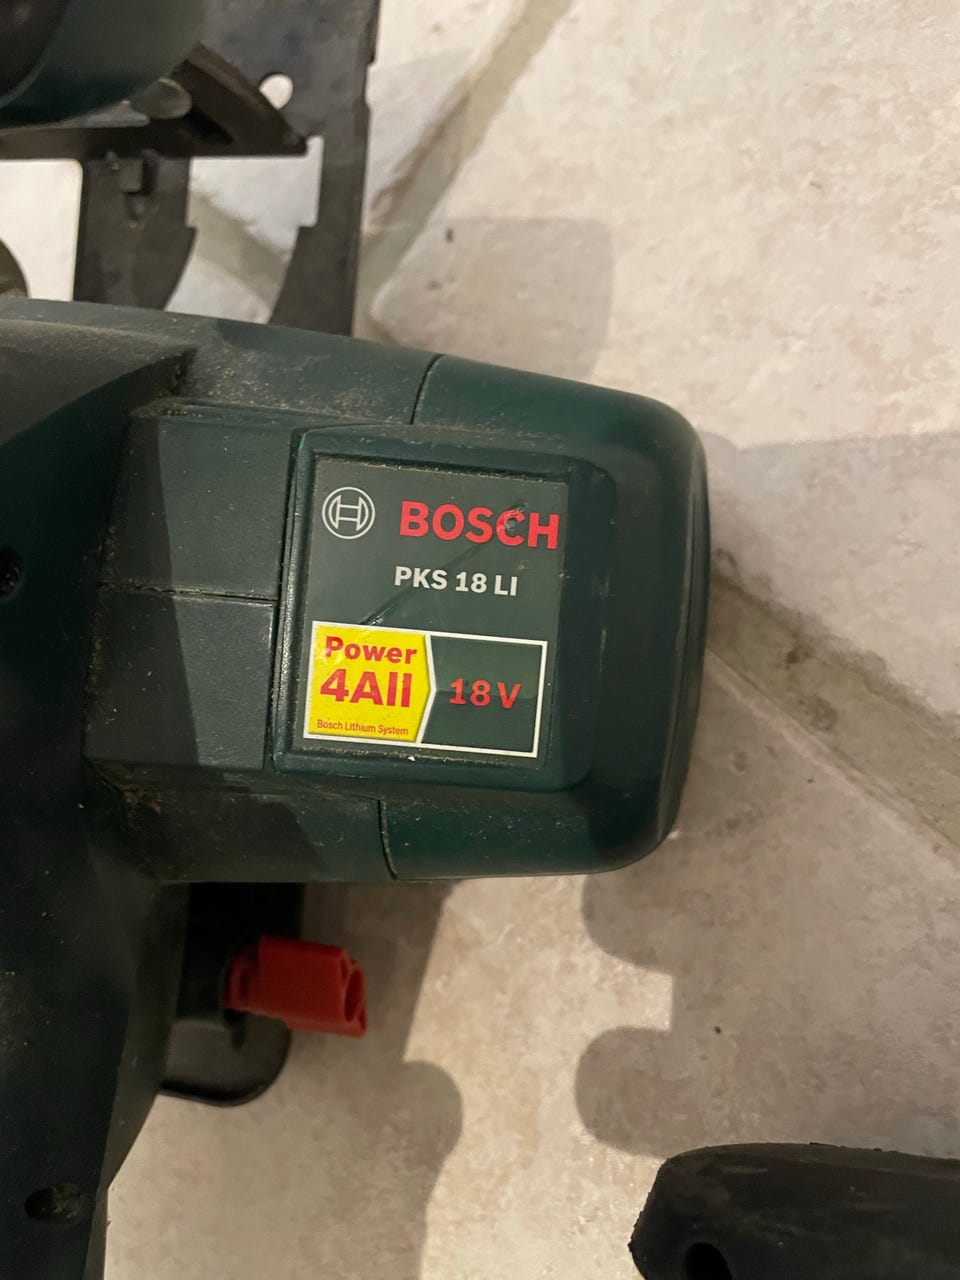 BOSCH
PKS 18 LI
Power
4All
Bosch Lithium System
18 V